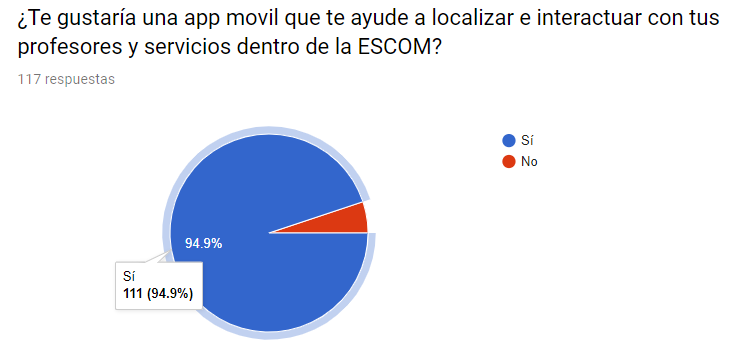 ¿Te gustaría una app movil que te ayude a localizar e interactuar con tus
profesores y servicios dentro de la ESCOM?
117 respuestas
Sí
No
94.9%
Sí
111 (94.9%)